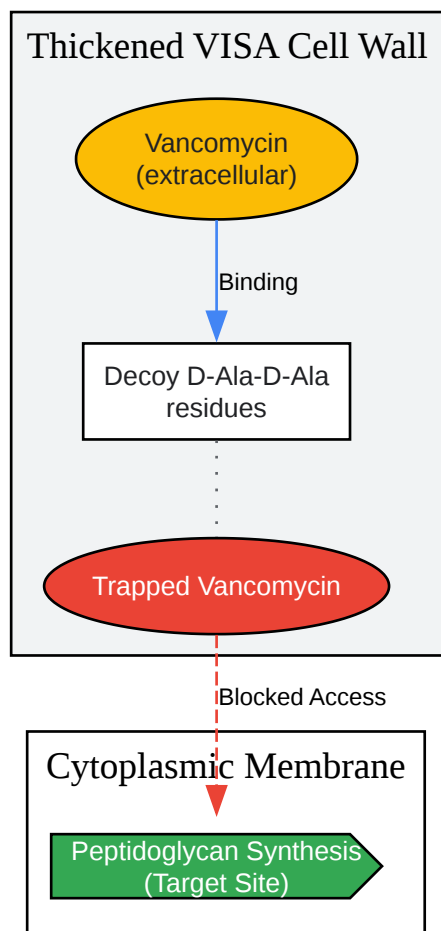 Thickened VISA Cell Wall
Vancomycin
(extracellular)
Binding
Decoy D-Ala-D-Ala
residues
Trapped Vancomycin
Blocked Access
Cytoplasmic Membrane
Peptidoglycan Synthesis
(Target Site)